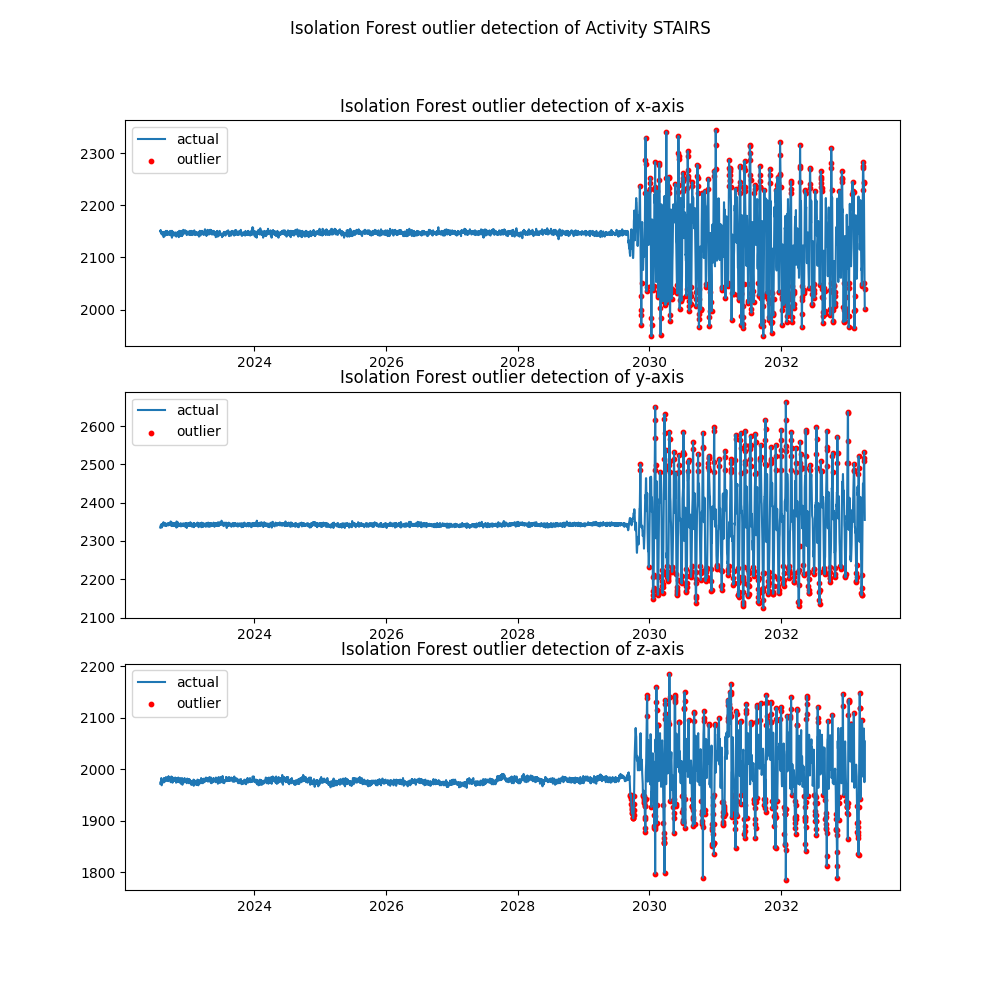 Isolation Forest outlier detection of Activity STAIRS
Isolation Forest outlier detection of x-axis
actual
outlier
2300
2200
2100
2000
2024 2026 2028 2030 2032
Isolation Forest outlier detection of y-axis
actual
outlier
2600
2500
2400
2300
2200
2100
2024 2026 2028 2030 2032
Isolation Forest outlier detection of z-axis
actual
outlier
2200
2100
2000
1900
1800
2024 2026 2028 2030 2032